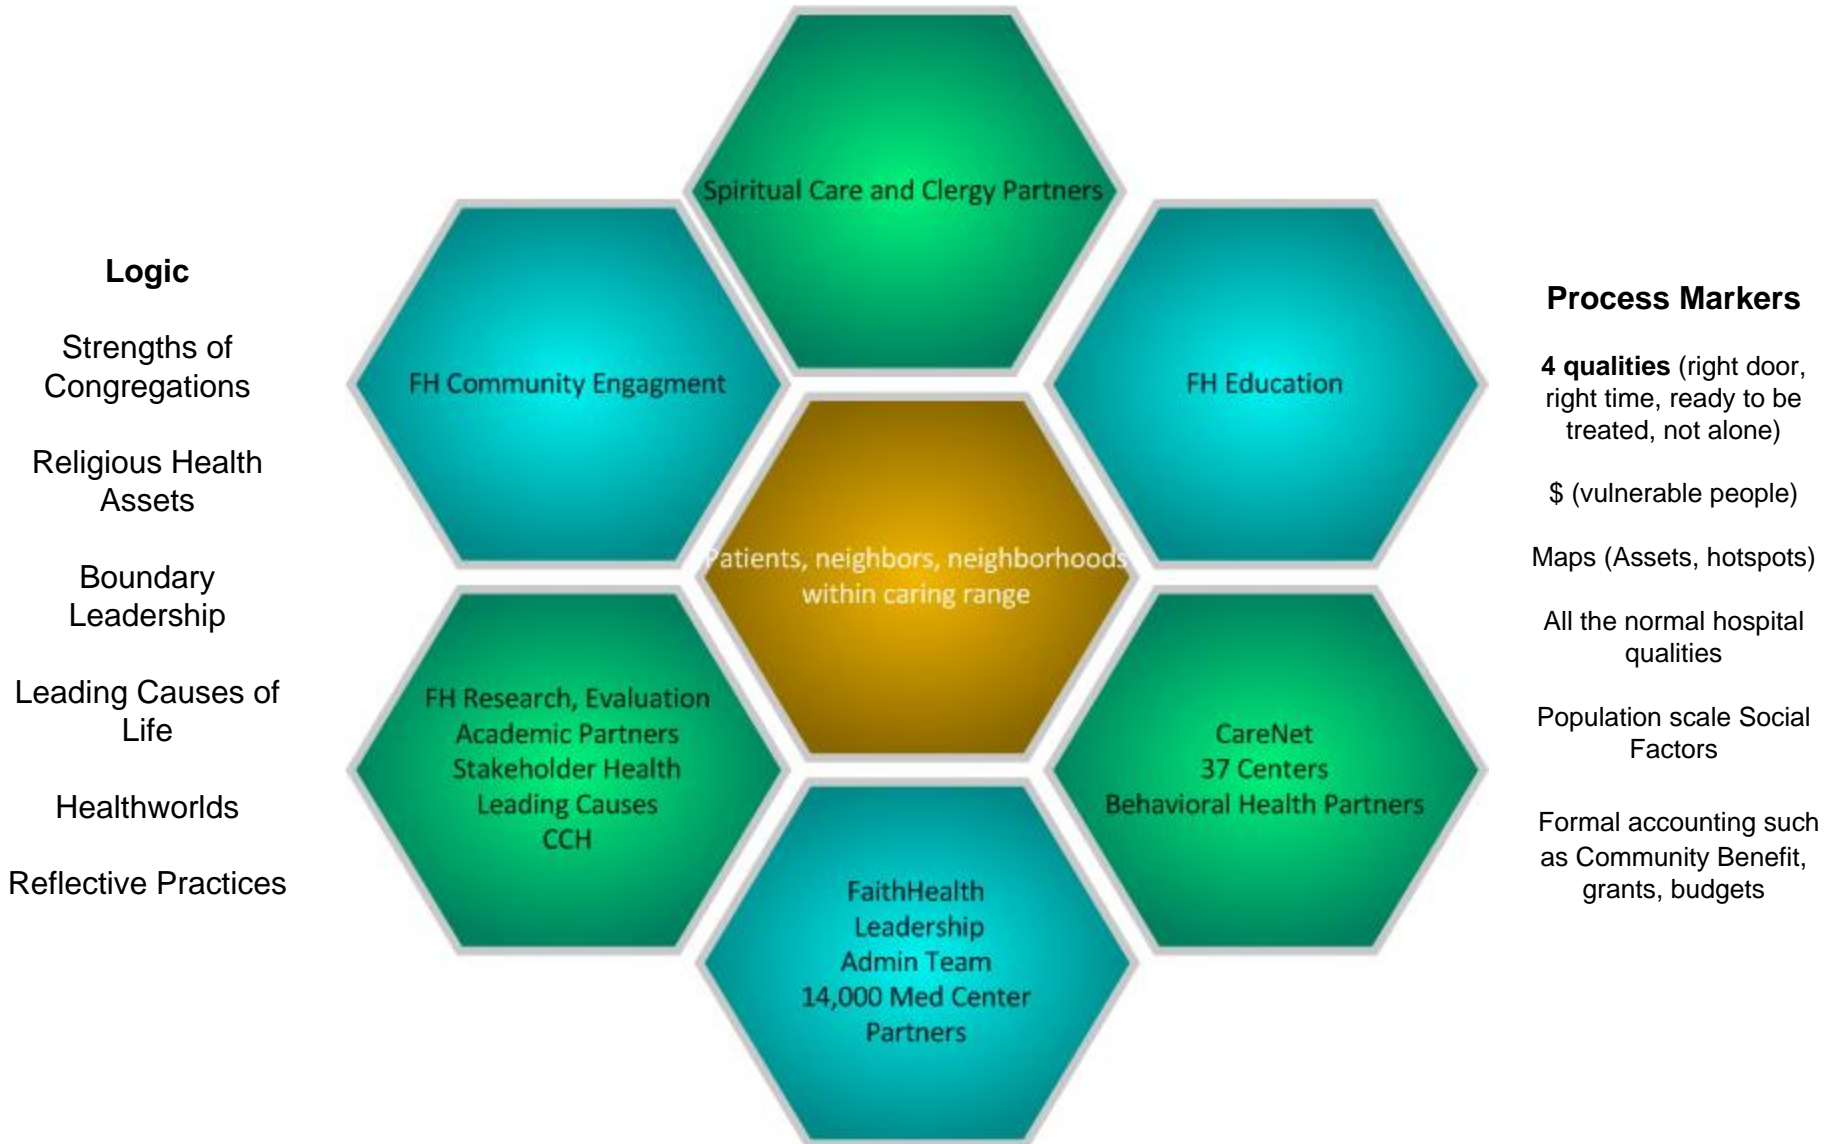 Logic
Strengths of
Congregations
Religious Health
Assets
Boundary
Leadership
Leading Causes of
Life
Healthworlds
Reflective Practices
Spiritual Care and Clergy Partners
FH Community Engagment
FH Education
Patients, neighbors, neighborhoods
within caring range
FH Research, Evaluation
Academic Partners
Stakeholder Health
Leading Causes
CCH
CareNet
37 Centers
Behavioral Health Partners
FaithHealth
Leadership
Admin Team
14,000 Med Center
Partners
Process Markers
4 qualities (right door,
right time, ready to be
treated, not alone)
$ (vulnerable people)
Maps (Assets, hotspots)
All the normal hospital
qualities
Population scale Social
Factors
Formal accounting such
as Community Benefit,
grants, budgets